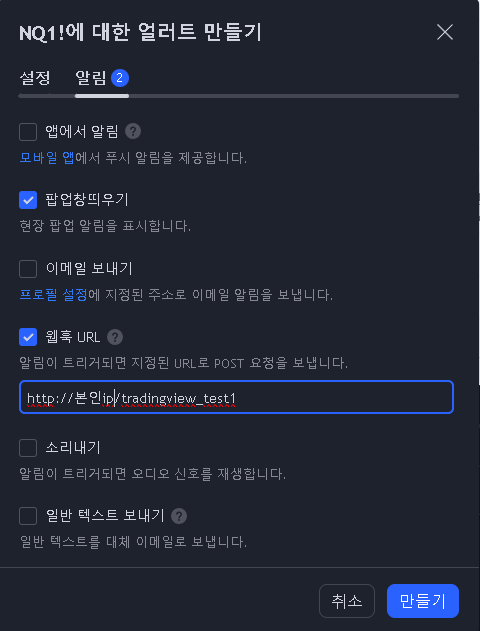 NQ1!에 대한 얼러트 만들기
설정 알림 2
앱에서 알림 ?
모바일 앱에서 푸시 알림을 제공합니다.
팝업창띄우기
현장 팝업 알림을 표시합니다.
이메일 보내기
프로필 설정에 지정된 주소로 이메일 알림을 보냅니다.
웹훅 URL ?
알림이 트리거되면 지정된 URL로 POST 요청을 보냅니다.
http://본인ip/tradingview_test1
소리내기
알림이 트리거되면 오디오 신호를 재생합니다.
일반 텍스트 보내기 ?
일반 텍스트를 대체 이메일로 보냅니다.
취소 만들기